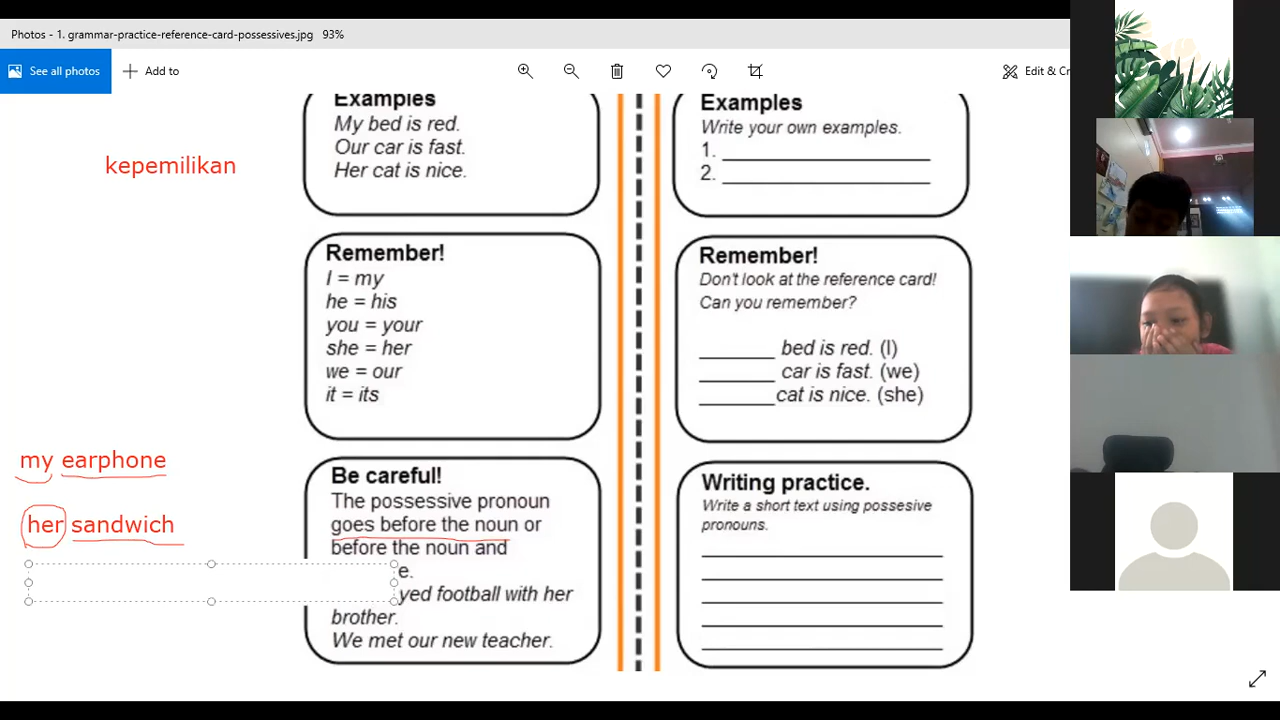 Photos - 1. grammar-practice-reference-card-possessives.jpg 93%
See all photos
Add to
Edit & Cr
kepemilikan
my earphone
her sandwich
Examples
My bed is red.
Our car is fast.
Her cat is nice.
Remember!
I = my
he = his
you = your
she = her
we = our
it = its
Be careful!
The possessive pronoun
goes before the noun or
before the noun and
e.
yed football with her
brother.
We met our new teacher.
Examples
Write your own examples.
1. ____________________
2. ____________________
Remember!
Don't look at the reference card!
Can you remember?
_______ bed is red. (I)
_______ car is fast. (we)
_______cat is nice. (she)
Writing practice.
Write a short text using possesive
pronouns.